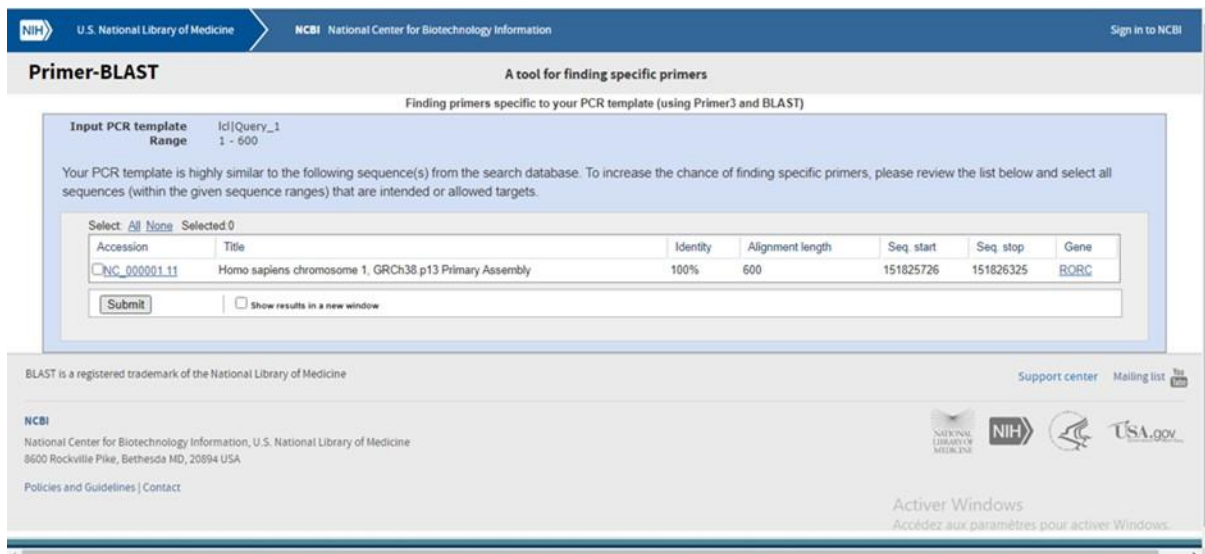 NIH U.S. National Library of Medicine NCBI National Center for Biotechnology Information Sign in to NCBI
Primer-BLAST A tool for finding specific primers
Finding primers specific to your PCR template (using Primer3 and BLAST)
Input PCR template lcl|Query_1
Range 1 - 600
Your PCR template is highly similar to the following sequence(s) from the search database. To increase the chance of finding specific primers, please review the list below and select all
sequences (within the given sequence ranges) that are intended or allowed targets.
Select: All None Selected:0
Accession Title Identity Alignment length Seq. start Seq. stop Gene
NC_000001.11 Homo sapiens chromosome 1, GRCh38.p13 Primary Assembly 100% 600 151825726 151826325 RORC
Submit Show results in a new window
BLAST is a registered trademark of the National Library of Medicine Support center Mailing list You Tube
NCBI
National Center for Biotechnology Information, U.S. National Library of Medicine
8600 Rockville Pike, Bethesda MD, 20894 USA
NATIONAL LIBRARY OF MEDICINE NIH USA.gov
Policies and Guidelines | Contact
Activer Windows
Accédez aux paramètres pour activer Windows.